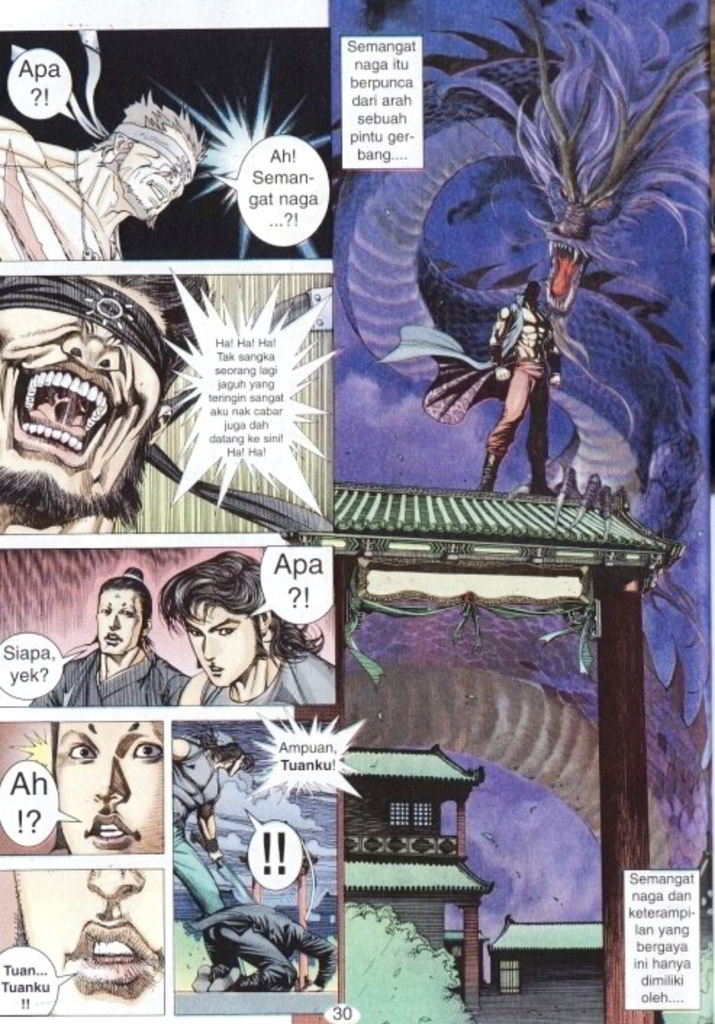 Apa
?!
Ah!
Seman-
gat naga
...?!
Semangat
naga itu
berpunca
dari arah
sebuah
pintu ger-
bang....
Ha! Ha! Ha!
Tak sangka
seorang lagi
jaguh yang
teringin sangat
aku nak cabar
juga dah
datang ke sini!
Ha! Ha!
Apa
?!
Siapa,
yek?
Ah
!?
Ampuan,
Tuanku!
!!
Tuan...
Tuanku
!!
Semangat
naga dan
keterampi-
lan yang
bergaya
ini hanya
dimiliki
oleh....
30